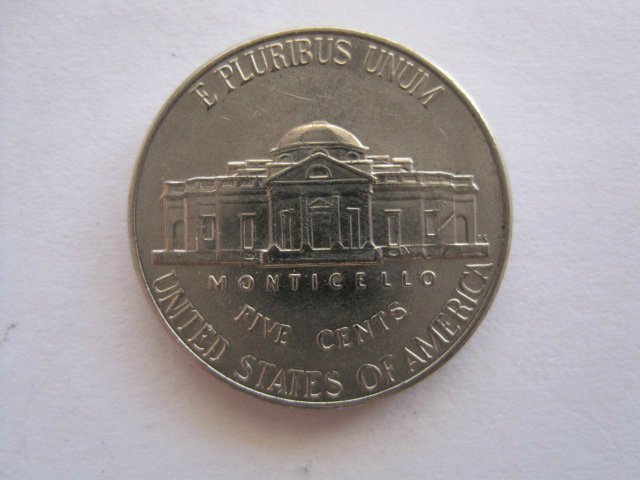 E PLURIBUS UNUM
MONTICELLO
FIVE CENTS
UNITED STATES OF AMERICA